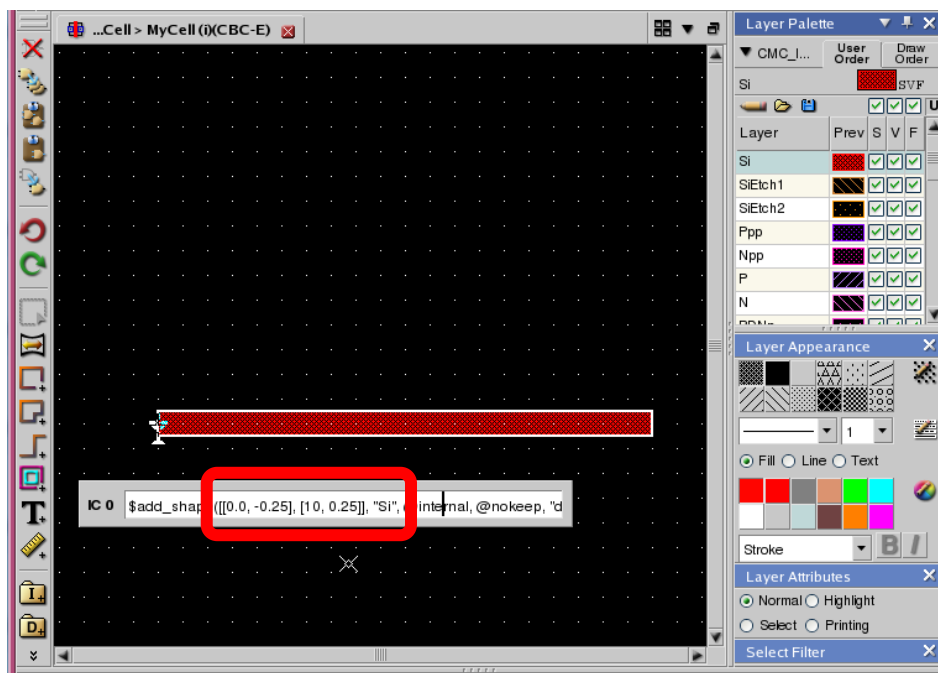 ...Cell > MyCell (i)(CBC-E)
Layer Palette
CMC_I...
User Order
Draw Order
Si
SVF
Layer Prev S V F
Si
SiEtch1
SiEtch2
Ppp
Npp
P
N
Layer Appearance
1
Fill Line Text
Stroke
B I
IC 0 $add_shap ([[0.0, -0.25], [10, 0.25]], "Si", internal, @nokeep, "d
T
I
D
Layer Attributes
Normal Highlight
Select Printing
Select Filter